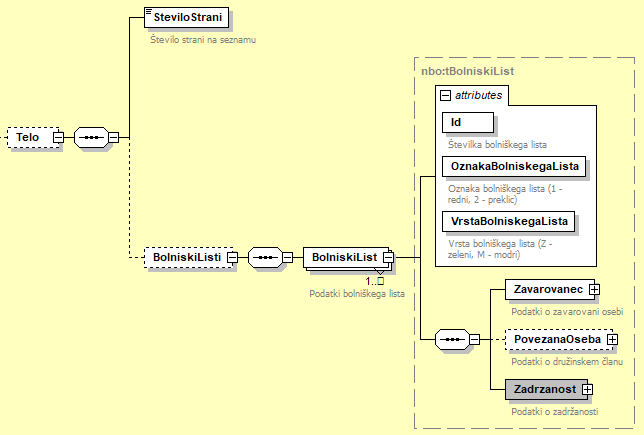 SteviloStrani
Število strani na seznamu
nbo:tBolniskiList
attributes
Id
Številka bolniškega lista
OznakaBolniskegaLista
Oznaka bolniškega lista (1 -
redni, 2 - preklic)
VrstaBolniskegaLista
Vrsta bolniškega lista (Z -
zeleni, M - modri)
Telo
BolniskiListi
BolniskiList
1..
Podatki bolniškega lista
Zavarovanec
Podatki o zavarovani osebi
PovezanaOseba
Podatki o družinskem članu
Zadrzanost
Podatki o zadržanosti